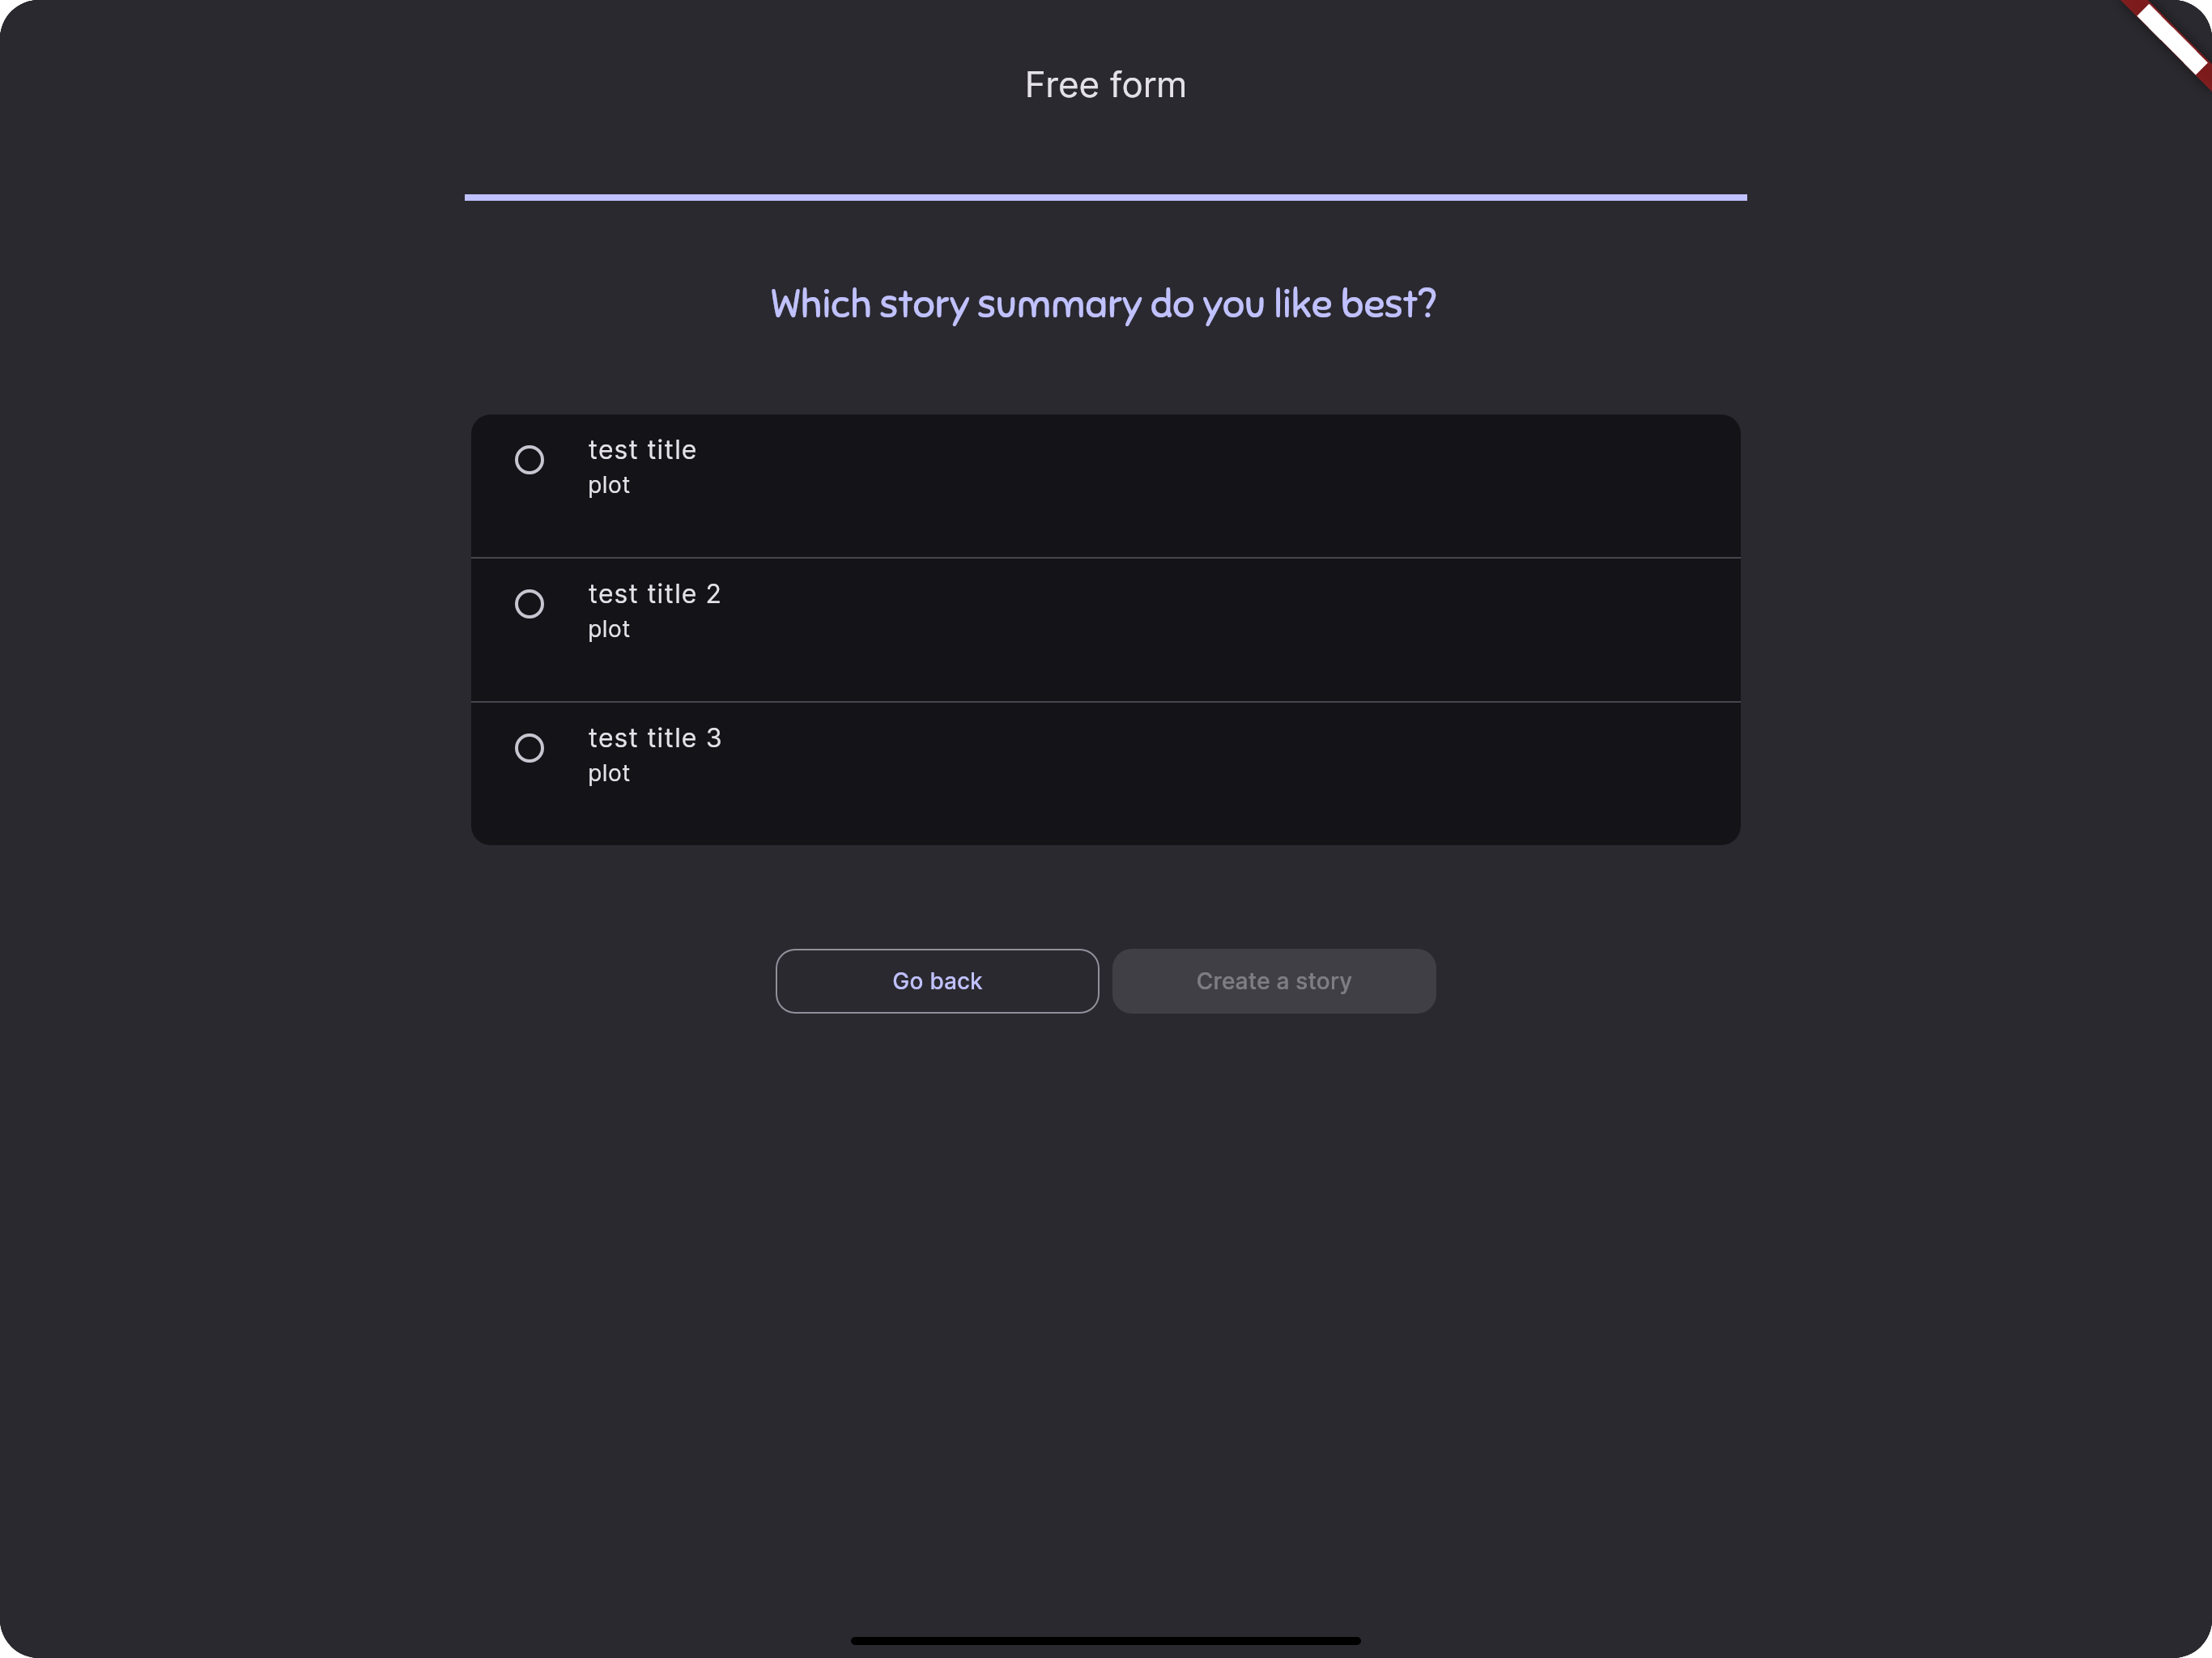 Free form
Which story summary do you like best?
test title
plot
test title 2
plot
test title 3
plot
Go back
Create a story